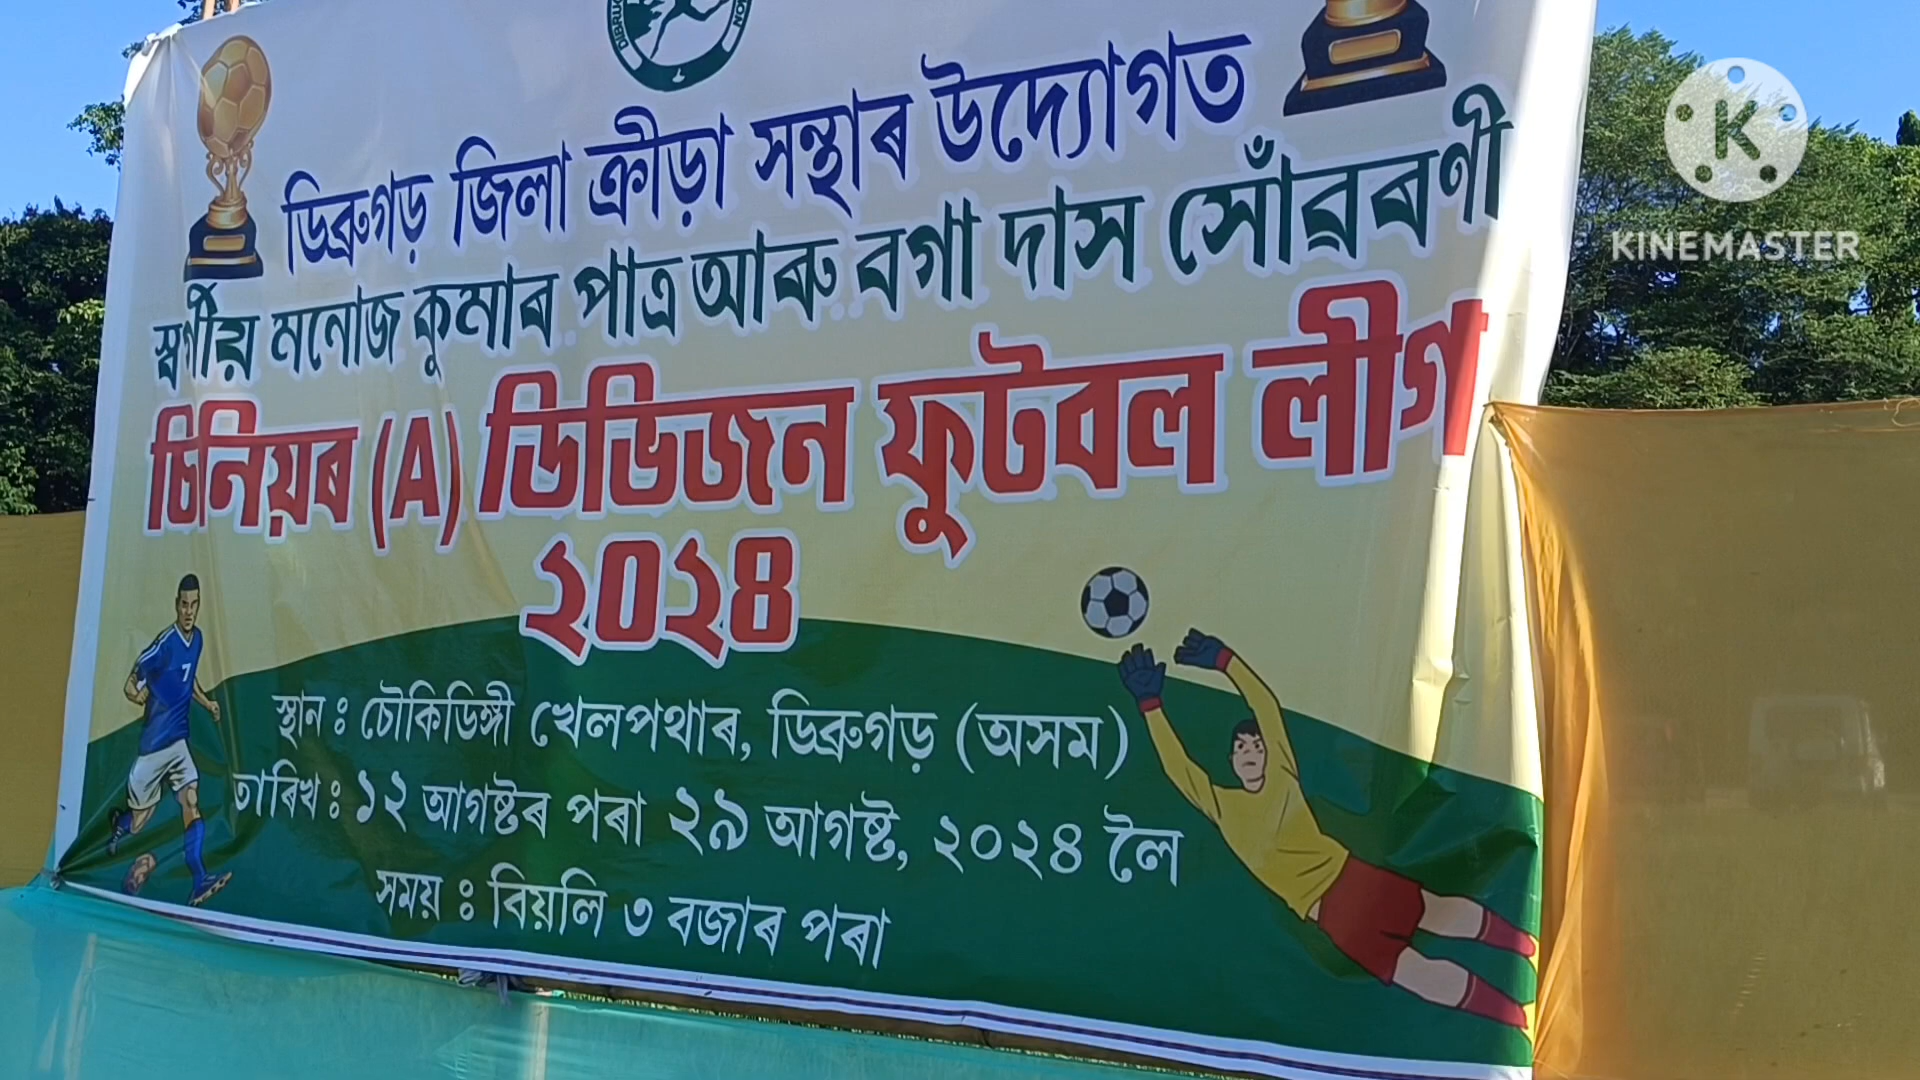 ডিব্ৰুগড় জিলা ক্ৰীড়া সন্থাৰ উদ্যোগত
স্বৰ্গীয় মনোজ কুমাৰ পাত্ৰ আৰু বগা দাস সোঁৱৰণী
চিনিয়ৰ (A) ডিভিজন ফুটবল লীগ
২০২৪
স্থান : চৌকিডিঙ্গী খেলপথাৰ, ডিব্ৰুগড় (অসম)
তাৰিখ : ১২ আগষ্টৰ পৰা ২৯ আগষ্ট, ২০২৪ লৈ
সময় : বিয়লি ৩ বজাৰ পৰা
7
K
KINEMASTER